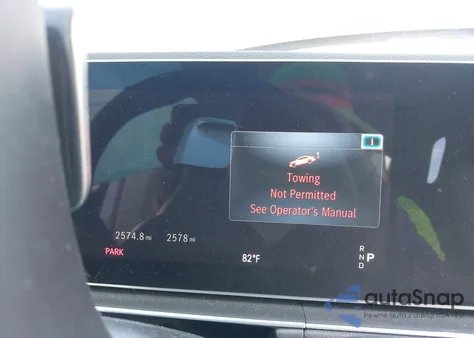 i
Towing
Not Permitted
See Operator's Manual
2574.8 mi 2578 mi
PARK
82°F
R
N
D
P
autoSnap